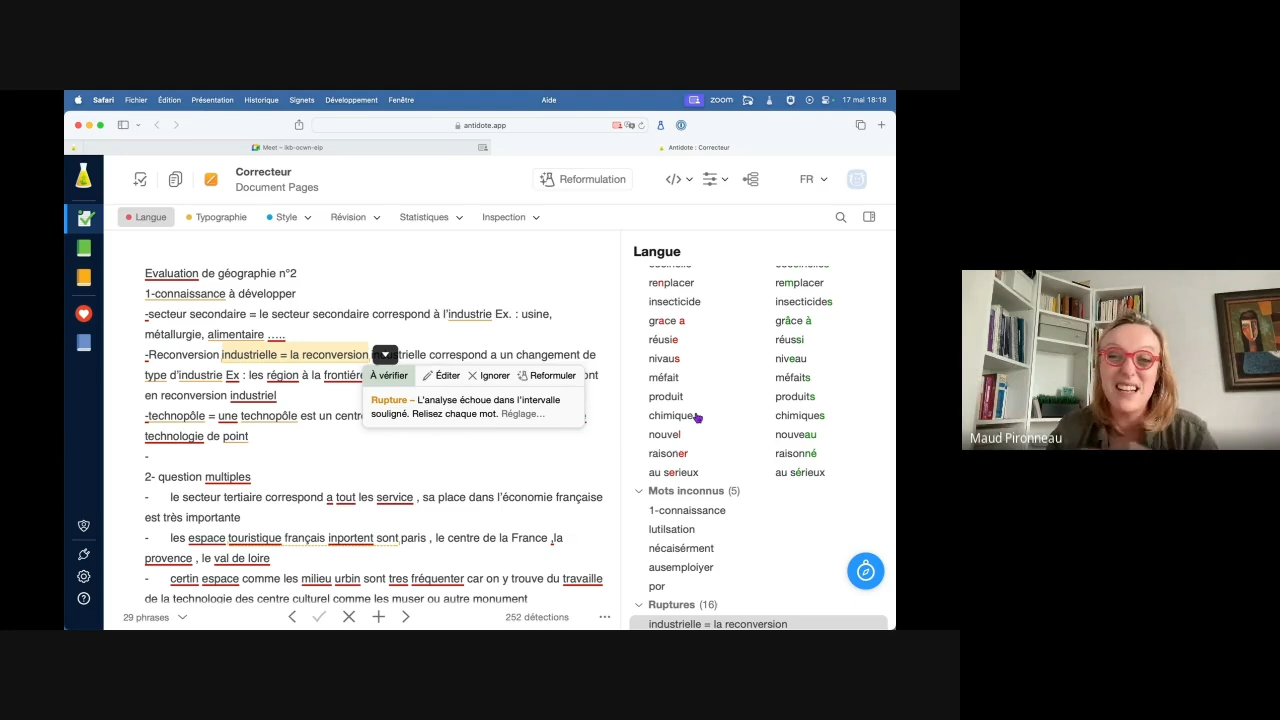 Safari Fichier Édition Présentation Historique Signets Développement Fenêtre Aide zoom 17 mai 18:18
antidote.app
Meet – ikb-ocwn-eip
Antidote : Correcteur
Correcteur
Document Pages
Reformulation
FR
Langue Typographie Style Révision Statistiques Inspection
Evaluation de géographie n°2
1-connaissance à développer
-secteur secondaire = le secteur secondaire correspond à l'industrie Ex. : usine,
métallurgie, alimentaire …..
-Reconversion industrielle = la reconversion industrielle correspond a un changement de
type d'industrie Ex : les région à la frontière ont
en reconversion industriel
-technopôle = une technopôle est un centre
technologie de point
-
2- question multiples
- le secteur tertiaire correspond a tout les service , sa place dans l'économie française
est très importante
- les espace touristique français inportent sont paris , le centre de la France ,la
provence , le val de loire
- certin espace comme les milieu urbin sont tres fréquenter car on y trouve du travaille
de la technologie des centre culturel comme les muser ou autre monument
À vérifier Éditer Ignorer Reformuler
Rupture – L'analyse échoue dans l'intervalle
souligné. Relisez chaque mot. Réglage…
29 phrases
252 détections
Langue
renplacer remplacer
insecticide insecticides
grace a grâce à
réusie réussi
nivaus niveau
méfait méfaits
produit produits
chimique chimiques
nouvel nouveau
raisoner raisonné
au serieux au sérieux
Mots inconnus (5)
1-connaissance
lutilsation
nécaisérment
ausemploiyer
por
Ruptures (16)
industrielle = la reconversion
Maud Pironneau